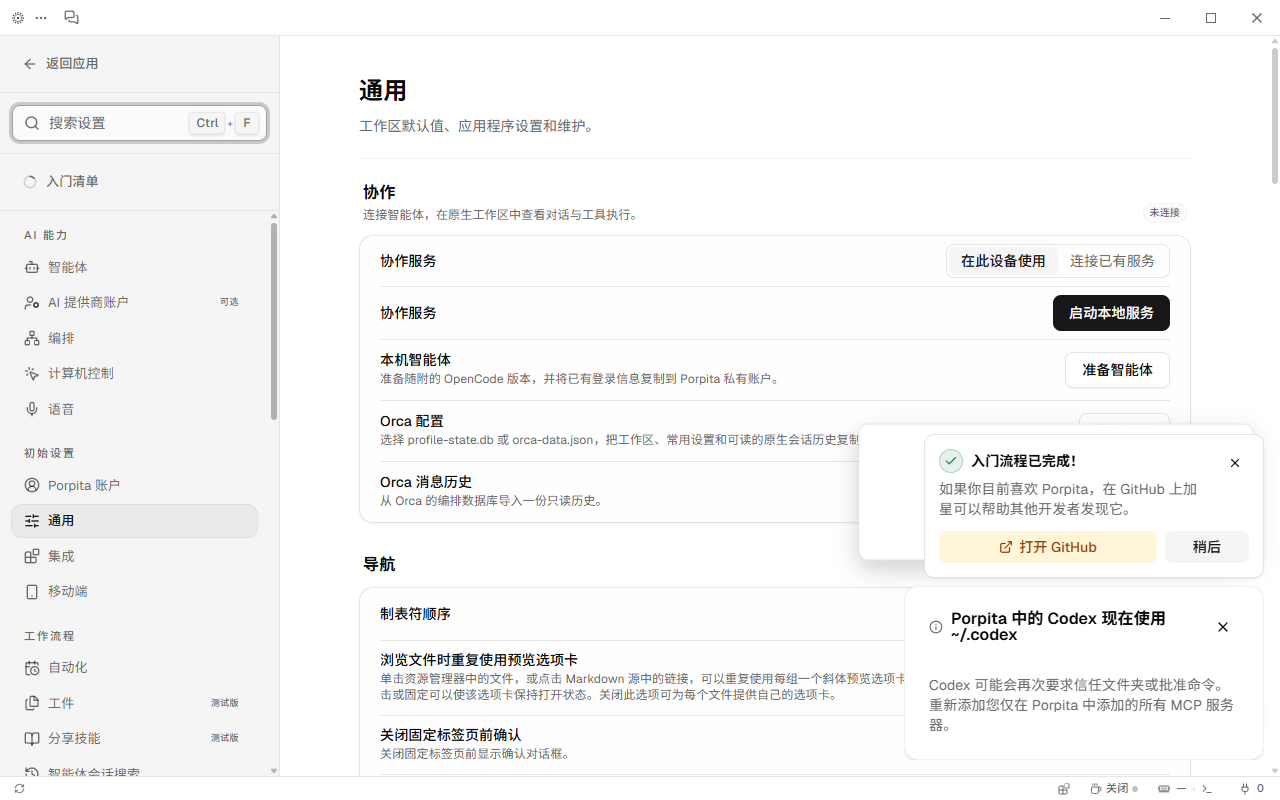 返回应用
搜索设置 Ctrl + F
入门清单
AI 能力
智能体
AI 提供商账户 可选
编排
计算机控制
语音
初始设置
Porpita 账户
通用
集成
移动端
工作流程
自动化
工件 测试版
分享技能 测试版
智能体会话搜索
通用
工作区默认值、应用程序设置和维护。
协作
连接智能体，在原生工作区中查看对话与工具执行。
未连接
协作服务
在此设备使用 连接已有服务
协作服务
启动本地服务
本机智能体
准备随附的 OpenCode 版本，并将已有登录信息复制到 Porpita 私有账户。
准备智能体
Orca 配置
选择 profile-state.db 或 orca-data.json，把工作区、常用设置和可读的原生会话历史复制
Orca 消息历史
从 Orca 的编排数据库导入一份只读历史。
导航
制表符顺序
浏览文件时重复使用预览选项卡
单击资源管理器中的文件，或点击 Markdown 源中的链接，可以重复使用每组一个斜体预览选项卡
击或固定可以使该选项卡保持打开状态。关闭此选项可为每个文件提供自己的选项卡。
关闭固定标签页前确认
关闭固定标签页前显示确认对话框。
入门流程已完成！
如果你目前喜欢 Porpita，在 GitHub 上加
星可以帮助其他开发者发现它。
打开 GitHub 稍后
Porpita 中的 Codex 现在使用
~/.codex
Codex 可能会再次要求信任文件夹或批准命令。
重新添加您仅在 Porpita 中添加的所有 MCP 服务
器。
关闭 — · 0